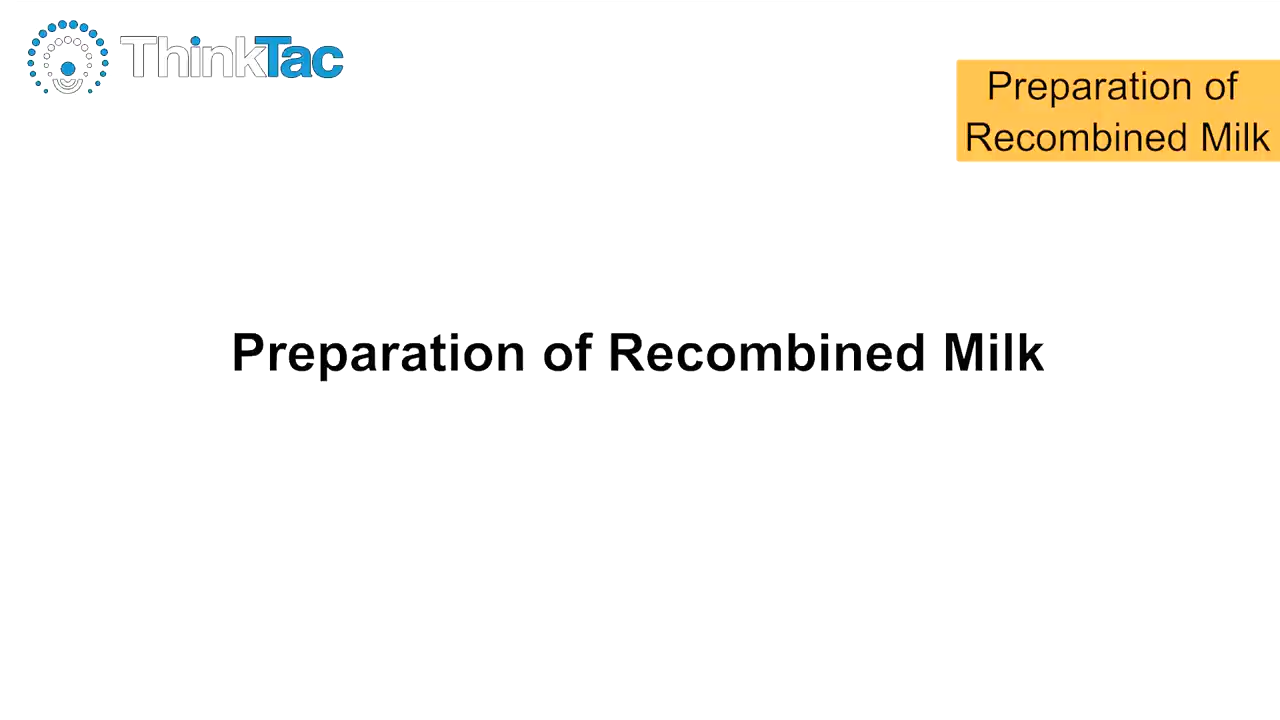 ThinkTac
Preparation of
Recombined Milk
Preparation of Recombined Milk